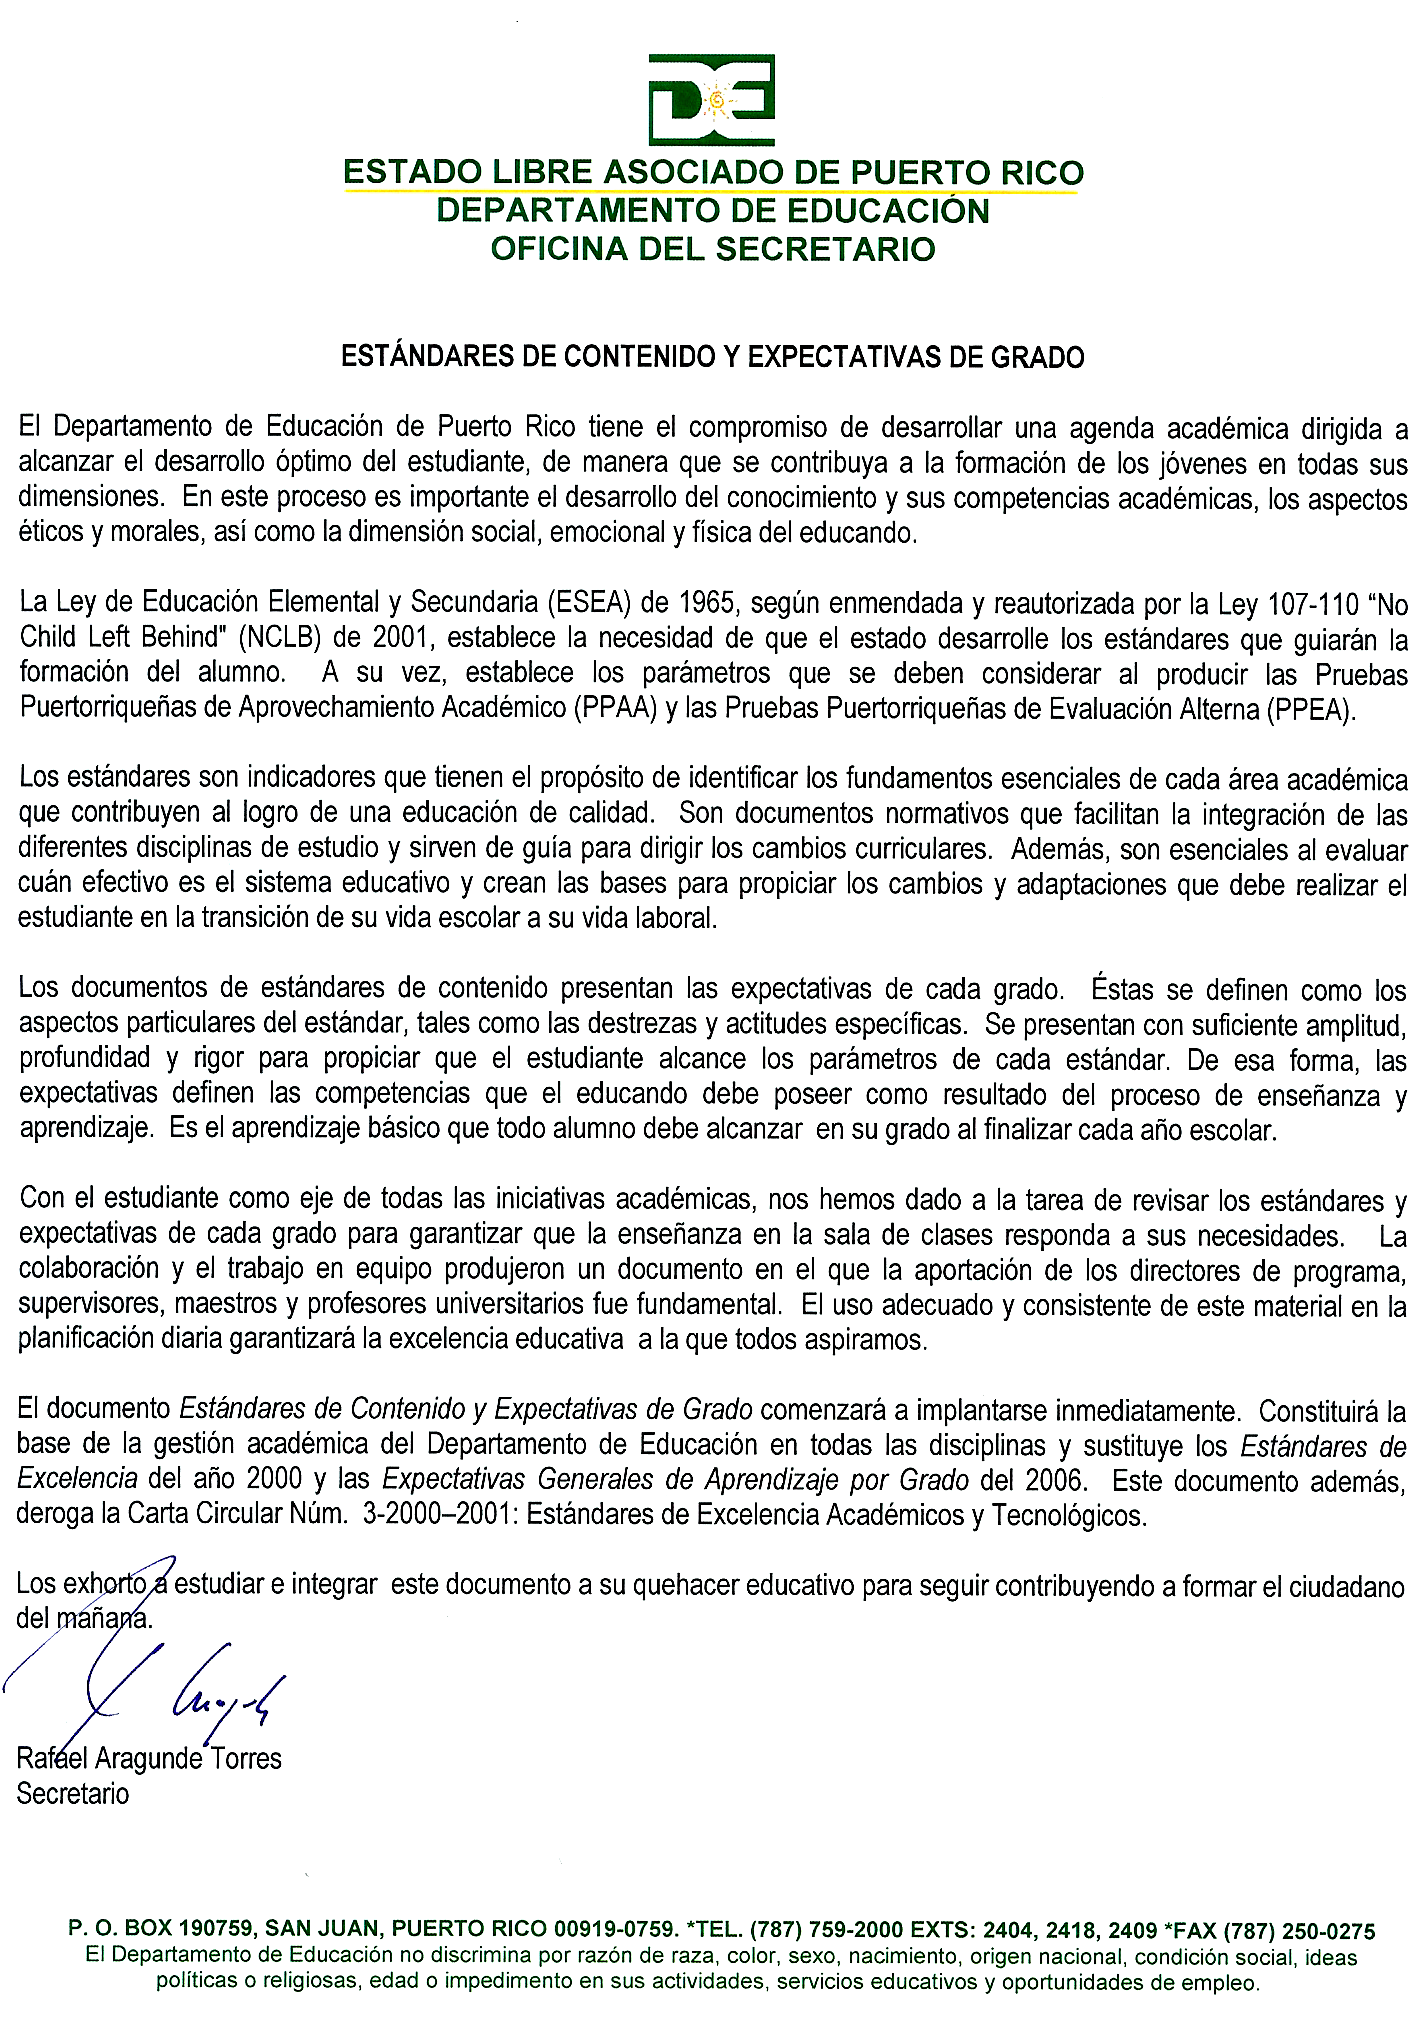 DE
ESTADO LIBRE ASOCIADO DE PUERTO RICO
DEPARTAMENTO DE EDUCACIÓN
OFICINA DEL SECRETARIO
ESTÁNDARES DE CONTENIDO Y EXPECTATIVAS DE GRADO
El Departamento de Educación de Puerto Rico tiene el compromiso de desarrollar una agenda académica dirigida a
alcanzar el desarrollo óptimo del estudiante, de manera que se contribuya a la formación de los jóvenes en todas sus
dimensiones. En este proceso es importante el desarrollo del conocimiento y sus competencias académicas, los aspectos
éticos y morales, así como la dimensión social, emocional y física del educando.
La Ley de Educación Elemental y Secundaria (ESEA) de 1965, según enmendada y reautorizada por la Ley 107-110 “No
Child Left Behind" (NCLB) de 2001, establece la necesidad de que el estado desarrolle los estándares que guiarán la
formación del alumno. A su vez, establece los parámetros que se deben considerar al producir las Pruebas
Puertorriqueñas de Aprovechamiento Académico (PPAA) y las Pruebas Puertorriqueñas de Evaluación Alterna (PPEA).
Los estándares son indicadores que tienen el propósito de identificar los fundamentos esenciales de cada área académica
que contribuyen al logro de una educación de calidad. Son documentos normativos que facilitan la integración de las
diferentes disciplinas de estudio y sirven de guía para dirigir los cambios curriculares. Además, son esenciales al evaluar
cuán efectivo es el sistema educativo y crean las bases para propiciar los cambios y adaptaciones que debe realizar el
estudiante en la transición de su vida escolar a su vida laboral.
Los documentos de estándares de contenido presentan las expectativas de cada grado. Éstas se definen como los
aspectos particulares del estándar, tales como las destrezas y actitudes específicas. Se presentan con suficiente amplitud,
profundidad y rigor para propiciar que el estudiante alcance los parámetros de cada estándar. De esa forma, las
expectativas definen las competencias que el educando debe poseer como resultado del proceso de enseñanza y
aprendizaje. Es el aprendizaje básico que todo alumno debe alcanzar en su grado al finalizar cada año escolar.
Con el estudiante como eje de todas las iniciativas académicas, nos hemos dado a la tarea de revisar los estándares y
expectativas de cada grado para garantizar que la enseñanza en la sala de clases responda a sus necesidades. La
colaboración y el trabajo en equipo produjeron un documento en el que la aportación de los directores de programa,
supervisores, maestros y profesores universitarios fue fundamental. El uso adecuado y consistente de este material en la
planificación diaria garantizará la excelencia educativa a la que todos aspiramos.
El documento Estándares de Contenido y Expectativas de Grado comenzará a implantarse inmediatamente. Constituirá la
base de la gestión académica del Departamento de Educación en todas las disciplinas y sustituye los Estándares de
Excelencia del año 2000 y las Expectativas Generales de Aprendizaje por Grado del 2006. Este documento además,
deroga la Carta Circular Núm. 3-2000–2001: Estándares de Excelencia Académicos y Tecnológicos.
Los exhorto a estudiar e integrar este documento a su quehacer educativo para seguir contribuyendo a formar el ciudadano
del mañana.
Rafael Aragunde Torres
Secretario
P. O. BOX 190759, SAN JUAN, PUERTO RICO 00919-0759. *TEL. (787) 759-2000 EXTS: 2404, 2418, 2409 *FAX (787) 250-0275
El Departamento de Educación no discrimina por razón de raza, color, sexo, nacimiento, origen nacional, condición social, ideas
políticas o religiosas, edad o impedimento en sus actividades, servicios educativos y oportunidades de empleo.